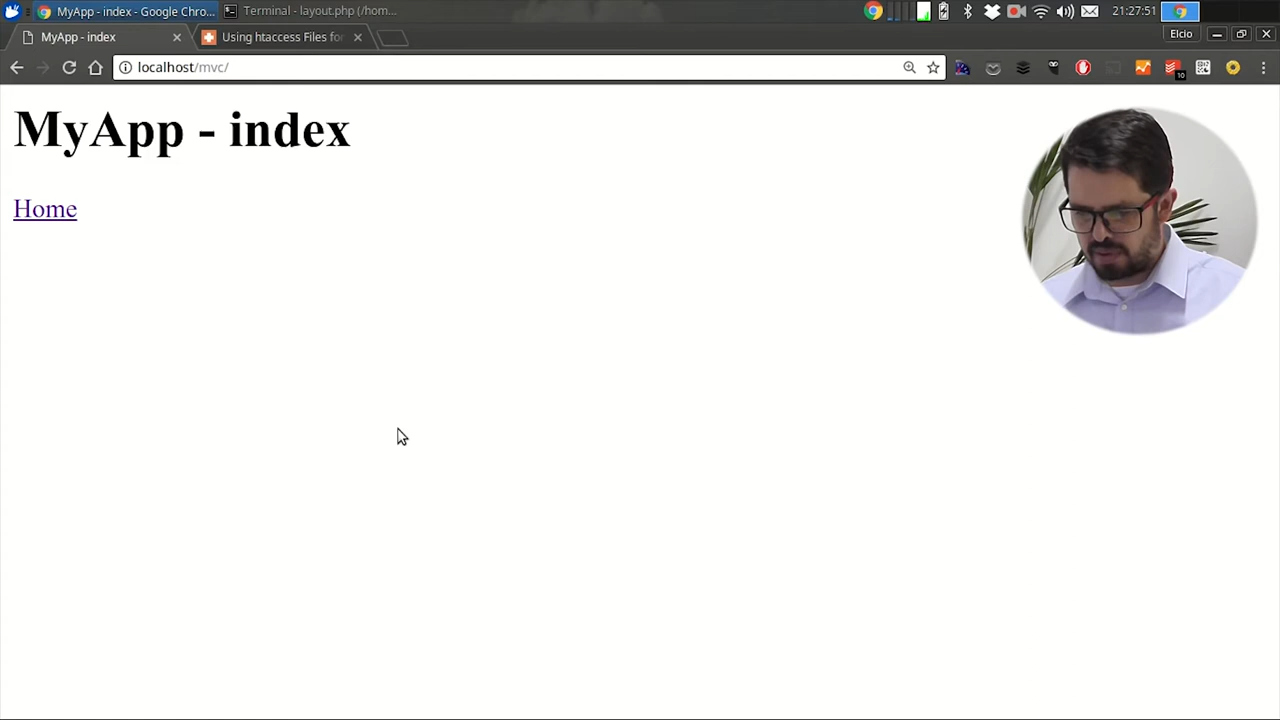 MyApp - index - Google Chro...
Terminal - layout.php (/hom...
21:27:51
MyApp - index
Using htaccess Files for
Elcio
localhost/mvc/
10
MyApp - index
Home